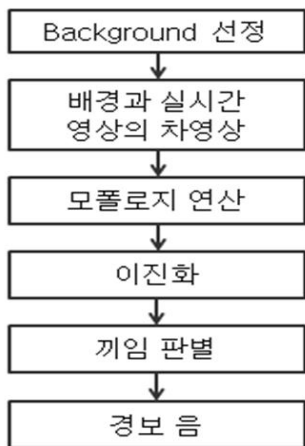 Background 선정
배경과 실시간
영상의 차영상
모폴로지 연산
이진화
끼임 판별
경보 음